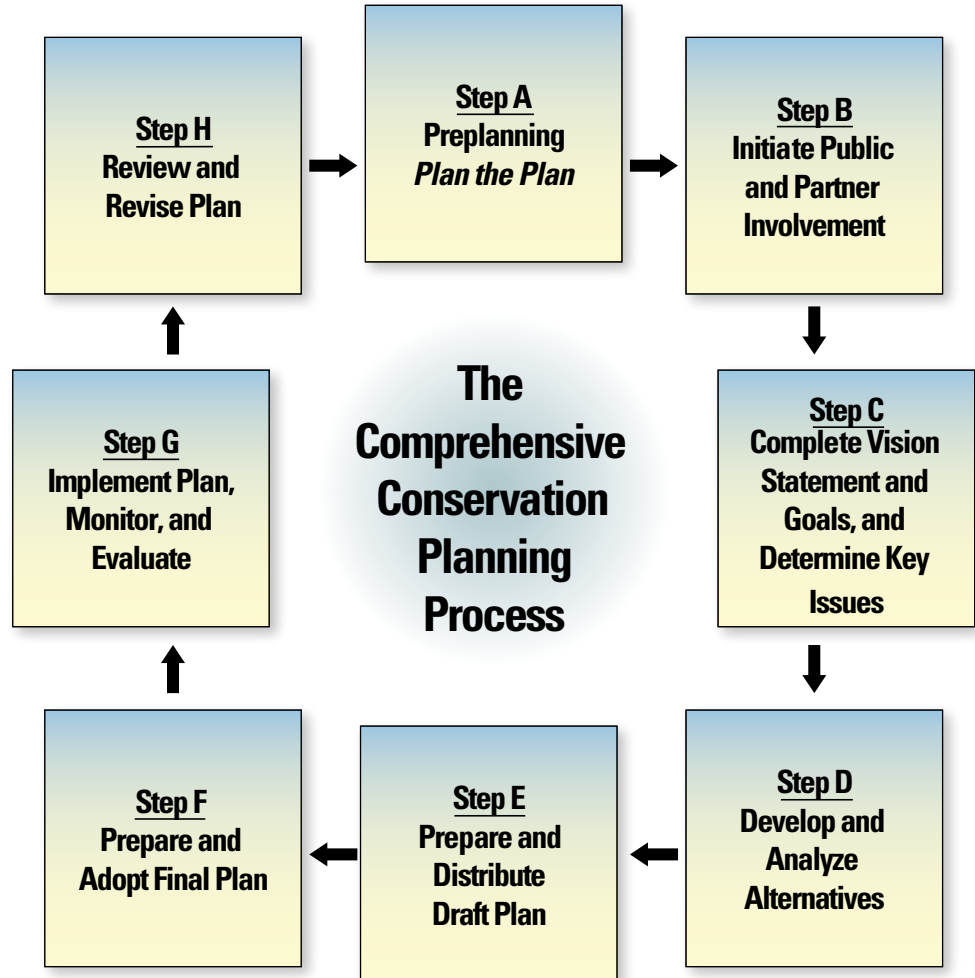 Step A
Preplanning
Plan the Plan
Step B
Initiate Public
and Partner
Involvement
Step C
Complete Vision
Statement and
Goals, and
Determine Key
Issues
Step D
Develop and
Analyze
Alternatives
Step E
Prepare and
Distribute
Draft Plan
Step F
Prepare and
Adopt Final Plan
Step G
Implement Plan,
Monitor, and
Evaluate
Step H
Review and
Revise Plan
The
Comprehensive
Conservation
Planning
Process